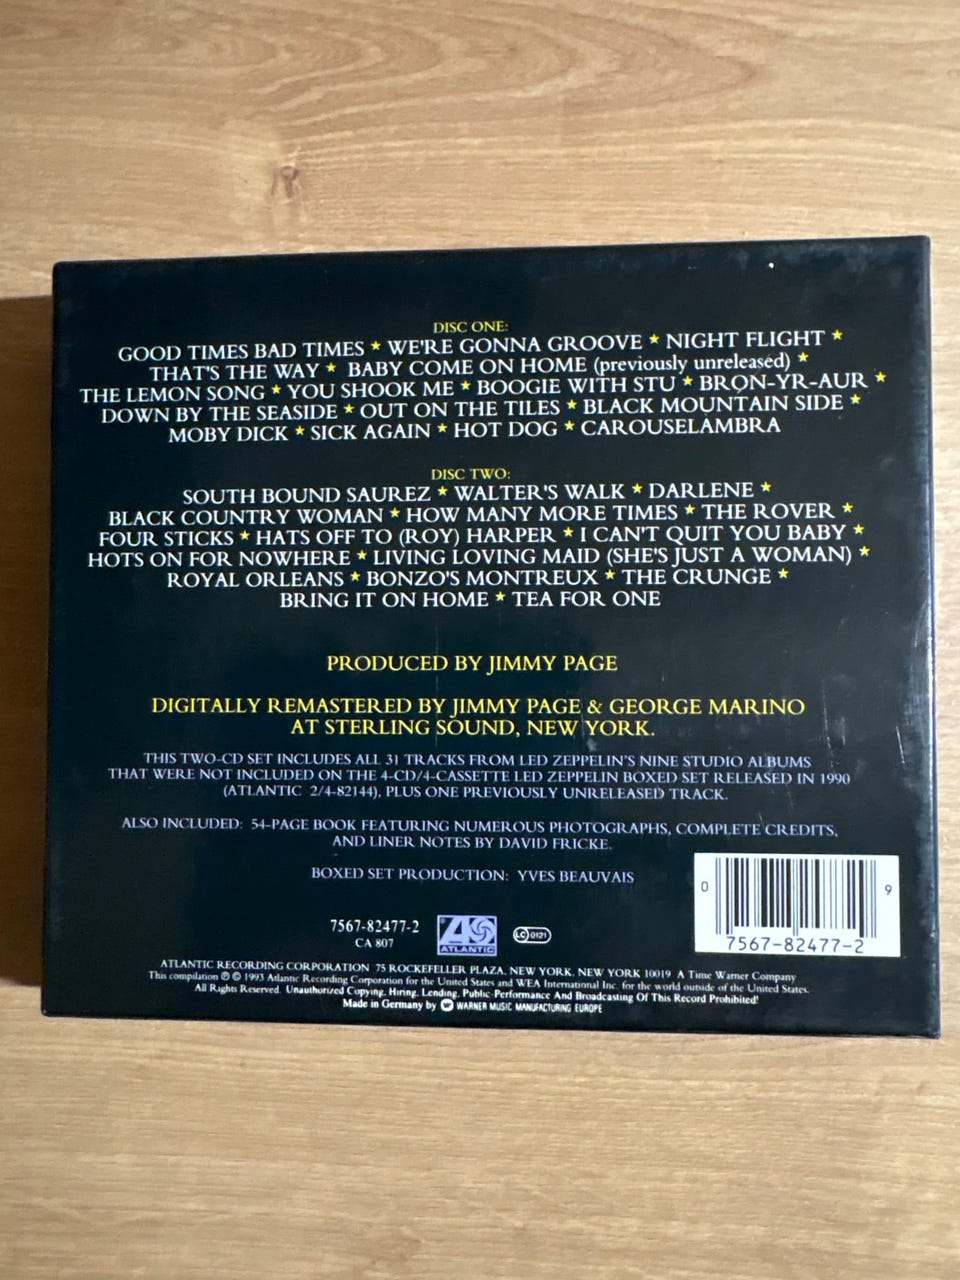 DISC ONE:
GOOD TIMES BAD TIMES ★ WE'RE GONNA GROOVE ★ NIGHT FLIGHT ★
THAT'S THE WAY ★ BABY COME ON HOME (previously unreleased) ★
THE LEMON SONG ★ YOU SHOOK ME ★ BOOGIE WITH STU ★ BRON-YR-AUR ★
DOWN BY THE SEASIDE ★ OUT ON THE TILES ★ BLACK MOUNTAIN SIDE ★
MOBY DICK ★ SICK AGAIN ★ HOT DOG ★ CAROUSELAMBRA
DISC TWO:
SOUTH BOUND SAUREZ ★ WALTER'S WALK ★ DARLENE ★
BLACK COUNTRY WOMAN ★ HOW MANY MORE TIMES ★ THE ROVER ★
FOUR STICKS ★ HATS OFF TO (ROY) HARPER ★ I CAN'T QUIT YOU BABY ★
HOTS ON FOR NOWHERE ★ LIVING LOVING MAID (SHE'S JUST A WOMAN) ★
ROYAL ORLEANS ★ BONZO'S MONTREUX ★ THE CRUNGE ★
BRING IT ON HOME ★ TEA FOR ONE
PRODUCED BY JIMMY PAGE
DIGITALLY REMASTERED BY JIMMY PAGE & GEORGE MARINO
AT STERLING SOUND, NEW YORK.
THIS TWO-CD SET INCLUDES ALL 31 TRACKS FROM LED ZEPPELIN'S NINE STUDIO ALBUMS
THAT WERE NOT INCLUDED ON THE 4-CD/4-CASSETTE LED ZEPPELIN BOXED SET RELEASED IN 1990
(ATLANTIC 2/4-82144), PLUS ONE PREVIOUSLY UNRELEASED TRACK.
ALSO INCLUDED: 54-PAGE BOOK FEATURING NUMEROUS PHOTOGRAPHS, COMPLETE CREDITS,
AND LINER NOTES BY DAVID FRICKE.
BOXED SET PRODUCTION: YVES BEAUVAIS
7567-82477-2
CA 807
ATLANTIC
LC 0121
0 9
7567-82477-2
ATLANTIC RECORDING CORPORATION 75 ROCKEFELLER PLAZA, NEW YORK, NEW YORK 10019 A Time Warner Company
This compilation ℗ © 1993 Atlantic Recording Corporation for the United States and WEA International Inc. for the world outside of the United States.
All Rights Reserved. Unauthorized Copying, Hiring, Lending, Public Performance And Broadcasting Of This Record Prohibited!
Made in Germany by WARNER MUSIC MANUFACTURING EUROPE